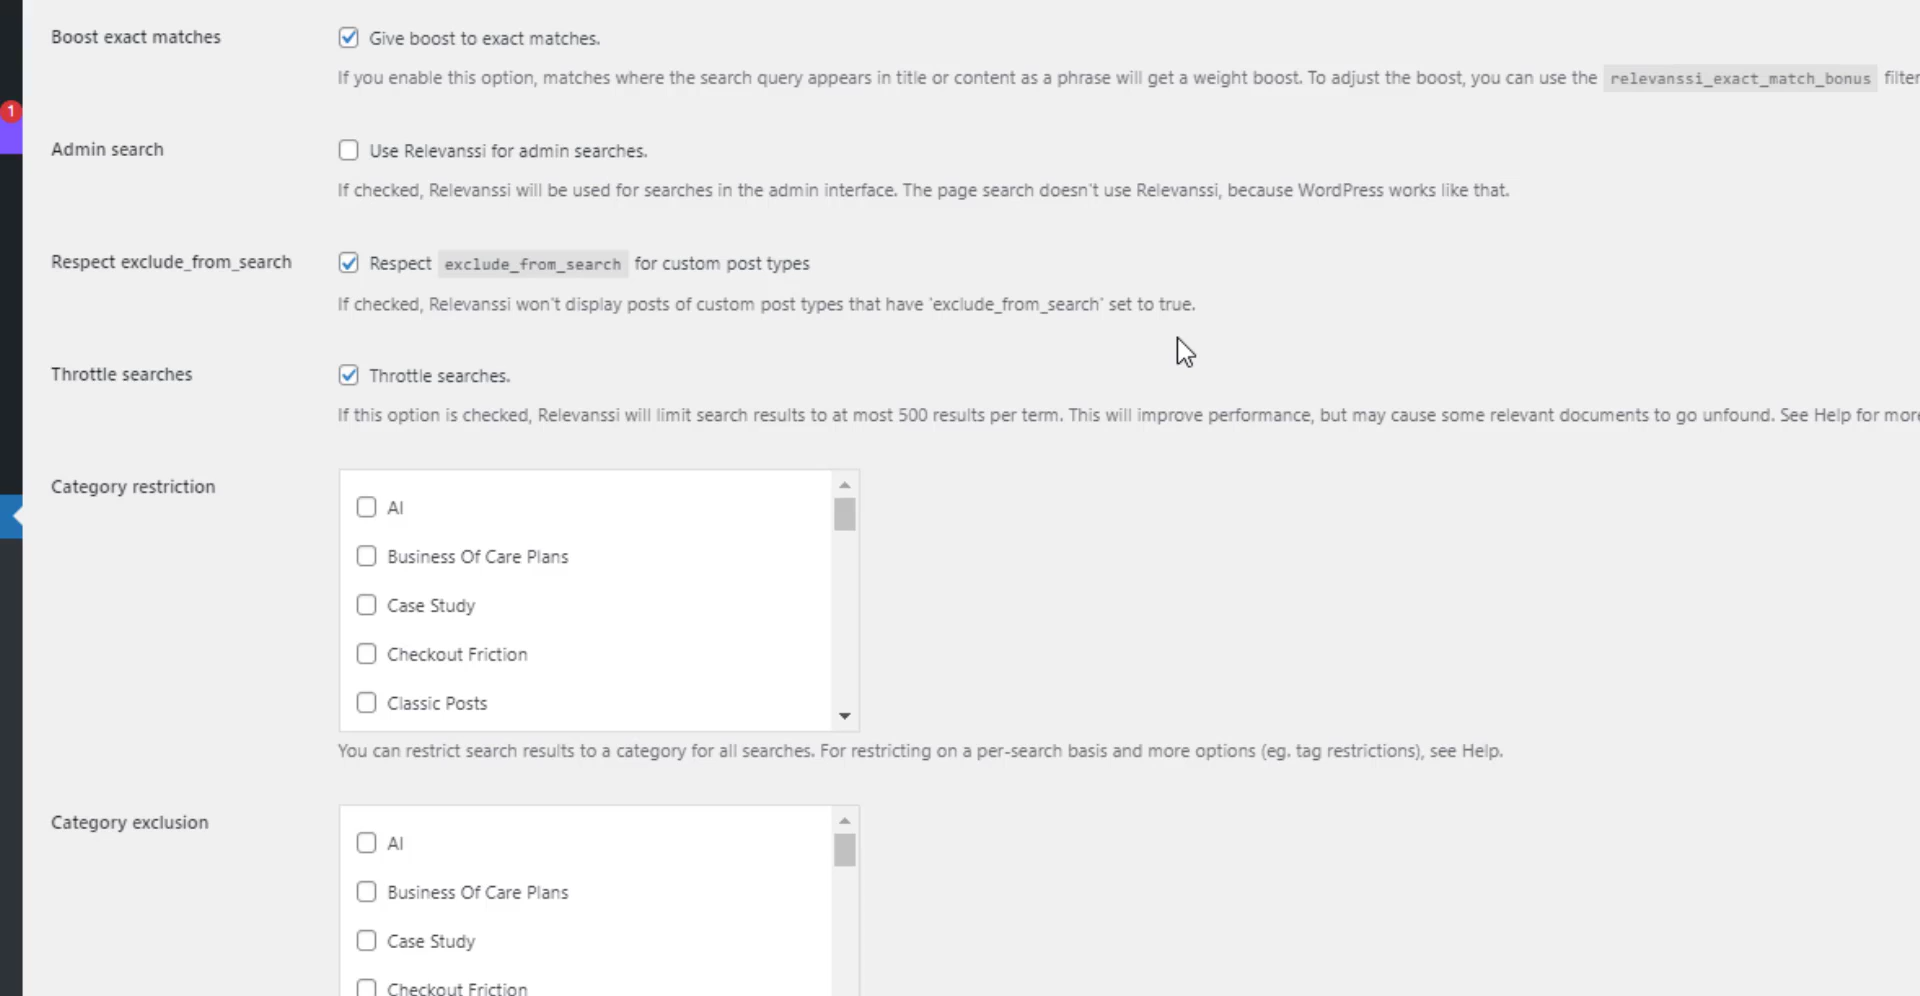 Boost exact matches
Give boost to exact matches.
If you enable this option, matches where the search query appears in title or content as a phrase will get a weight boost. To adjust the boost, you can use the relevanssi_exact_match_bonus filter
1
Admin search
Use Relevanssi for admin searches.
If checked, Relevanssi will be used for searches in the admin interface. The page search doesn't use Relevanssi, because WordPress works like that.
Respect exclude_from_search
Respect exclude_from_search for custom post types
If checked, Relevanssi won't display posts of custom post types that have 'exclude_from_search' set to true.
Throttle searches
Throttle searches.
If this option is checked, Relevanssi will limit search results to at most 500 results per term. This will improve performance, but may cause some relevant documents to go unfound. See Help for more
Category restriction
AI
Business Of Care Plans
Case Study
Checkout Friction
Classic Posts
You can restrict search results to a category for all searches. For restricting on a per-search basis and more options (eg. tag restrictions), see Help.
Category exclusion
AI
Business Of Care Plans
Case Study
Checkout Friction